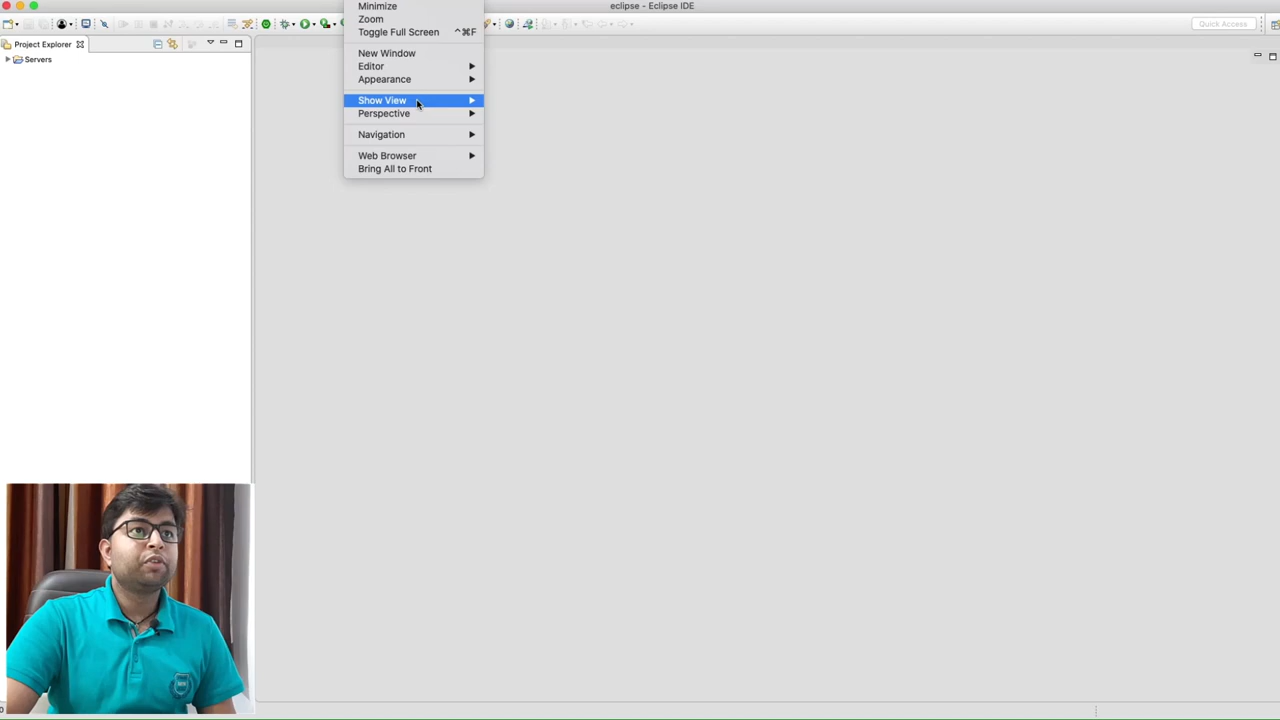 eclipse - Eclipse IDE
Minimize
Zoom
Toggle Full Screen ^⌘F
New Window
Editor
Appearance
Show View
Perspective
Navigation
Web Browser
Bring All to Front
Quick Access
Project Explorer
Servers